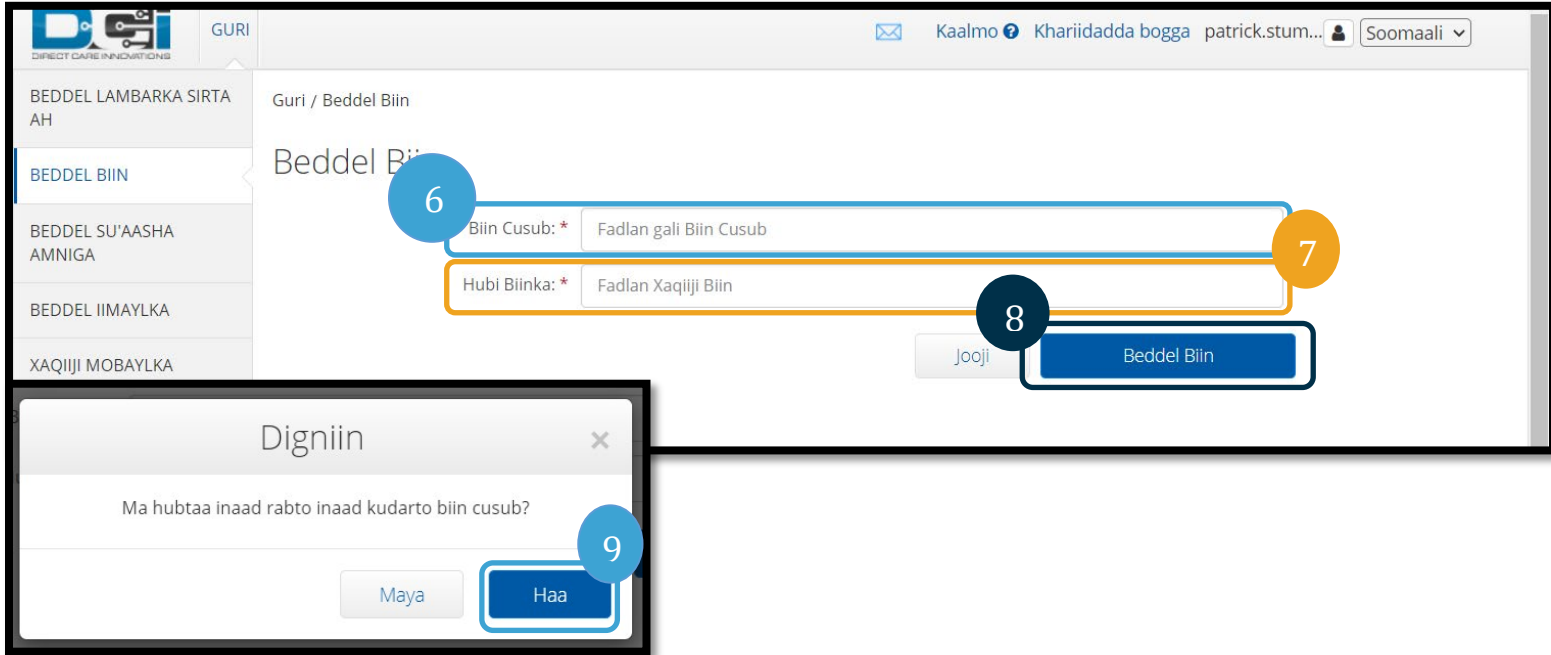 DCI
DIRECT CARE INNOVATIONS
GURI
Kaalmo ? Khariidadda bogga patrick.stum... Soomaali
BEDDEL LAMBARKA SIRTA
AH
BEDDEL BIIN
BEDDEL SU'AASHA
AMNIGA
BEDDEL IIMAYLKA
XAQIIJI MOBAYLKA
Guri / Beddel Biin
Beddel
6
Biin Cusub: * Fadlan gali Biin Cusub
7
Hubi Biinka: * Fadlan Xaqiiji Biin
8
Jooji Beddel Biin
Digniin ×
Ma hubtaa inaad rabto inaad kudarto biin cusub?
9
Maya Haa